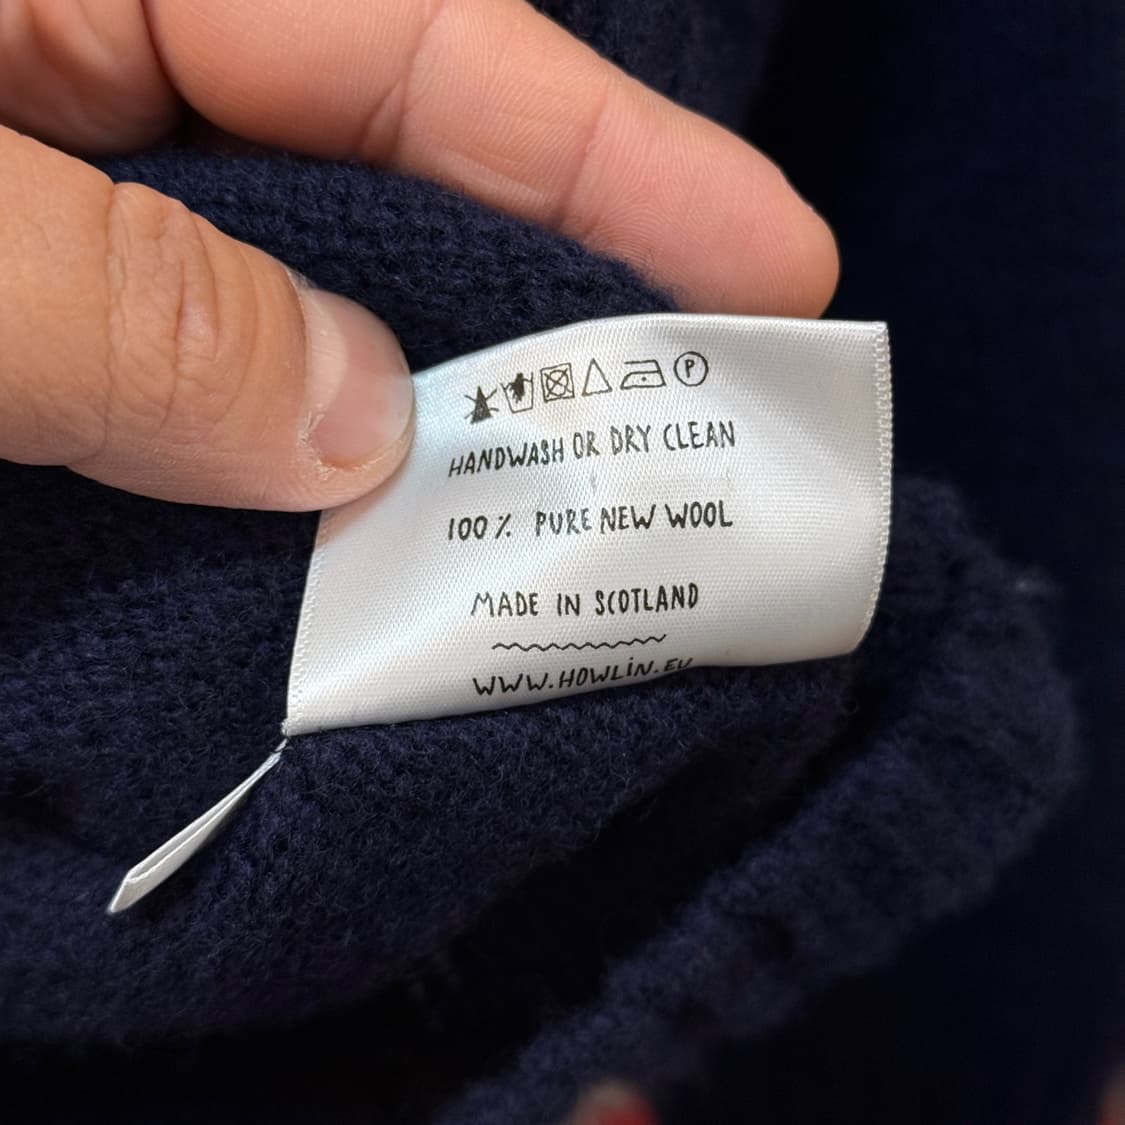 P
HANDWASH OR DRY CLEAN
100% PURE NEW WOOL
MADE IN SCOTLAND
WWW.HOWLIN.EU